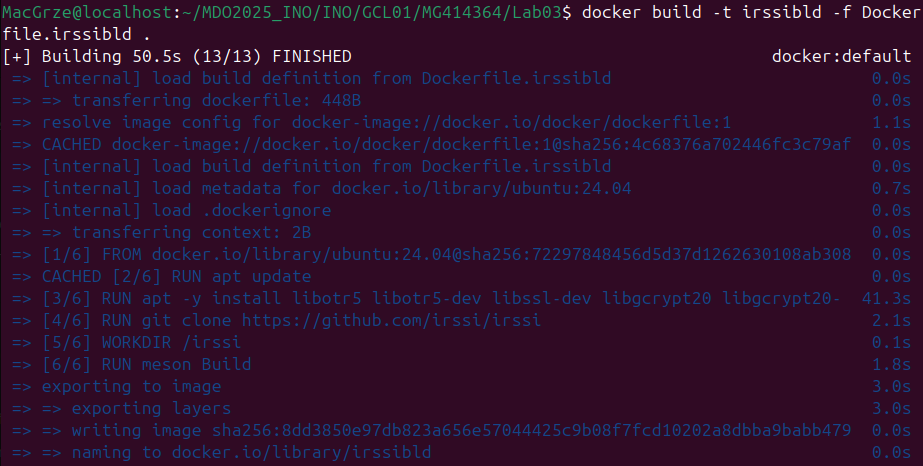 MacGrze@localhost:~/MDO2025_INO/INO/GCL01/MG414364/Lab03$ docker build -t irssibld -f Docker
file.irssibld .
[+] Building 50.5s (13/13) FINISHED docker:default
=> [internal] load build definition from Dockerfile.irssibld 0.0s
=> => transferring dockerfile: 448B 0.0s
=> resolve image config for docker-image://docker.io/docker/dockerfile:1 1.1s
=> CACHED docker-image://docker.io/docker/dockerfile:1@sha256:4c68376a702446fc3c79af 0.0s
=> [internal] load build definition from Dockerfile.irssibld 0.0s
=> [internal] load metadata for docker.io/library/ubuntu:24.04 0.7s
=> [internal] load .dockerignore 0.0s
=> => transferring context: 2B 0.0s
=> [1/6] FROM docker.io/library/ubuntu:24.04@sha256:72297848456d5d37d1262630108ab308 0.0s
=> CACHED [2/6] RUN apt update 0.0s
=> [3/6] RUN apt -y install libotr5 libotr5-dev libssl-dev libgcrypt20 libgcrypt20- 41.3s
=> [4/6] RUN git clone https://github.com/irssi/irssi 2.1s
=> [5/6] WORKDIR /irssi 0.1s
=> [6/6] RUN meson Build 1.8s
=> exporting to image 3.0s
=> => exporting layers 3.0s
=> => writing image sha256:8dd3850e97db823a656e57044425c9b08f7fcd10202a8dbba9babb479 0.0s
=> => naming to docker.io/library/irssibld 0.0s